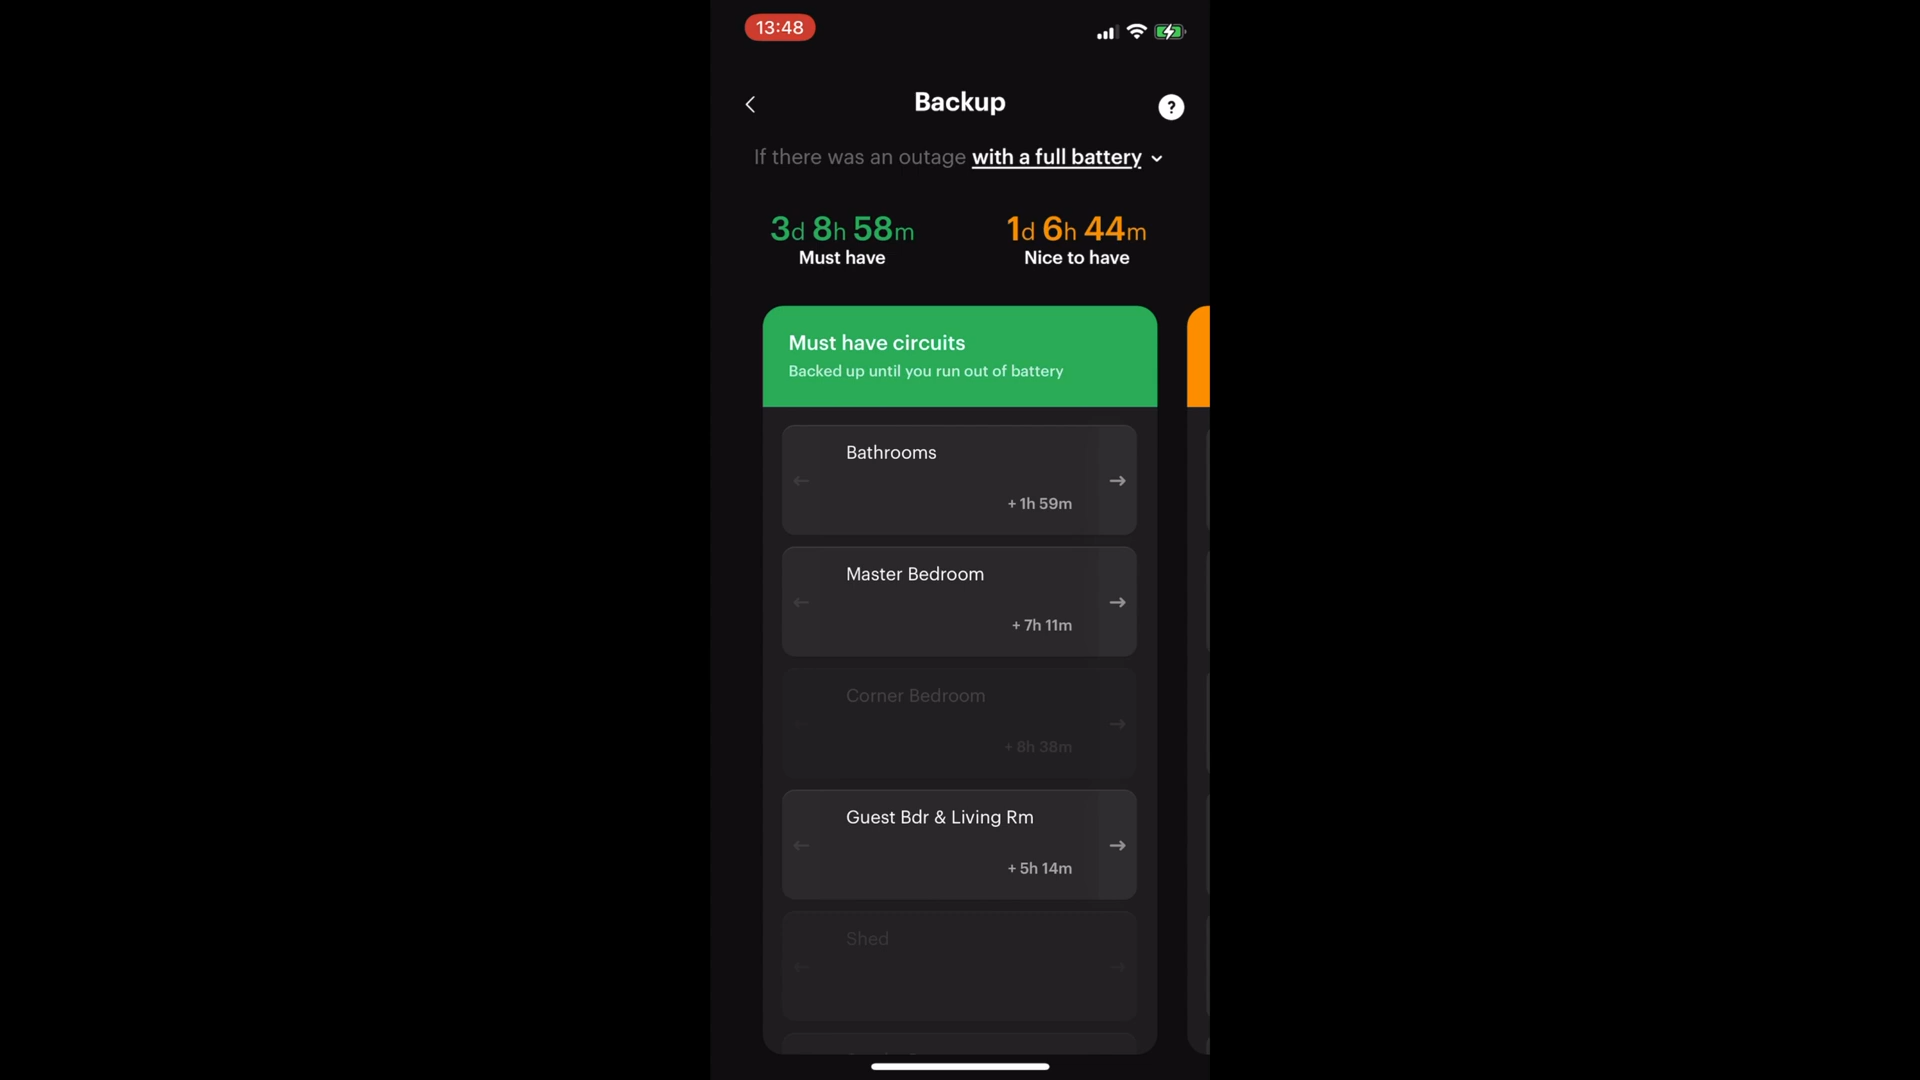 13:48
Backup
?
If there was an outage with a full battery
3d 8h 58m
Must have
1d 6h 44m
Nice to have
Must have circuits
Backed up until you run out of battery
Bathrooms
+ 1h 59m
Master Bedroom
+ 7h 11m
Corner Bedroom
+ 8h 38m
Guest Bdr & Living Rm
+ 5h 14m
Shed